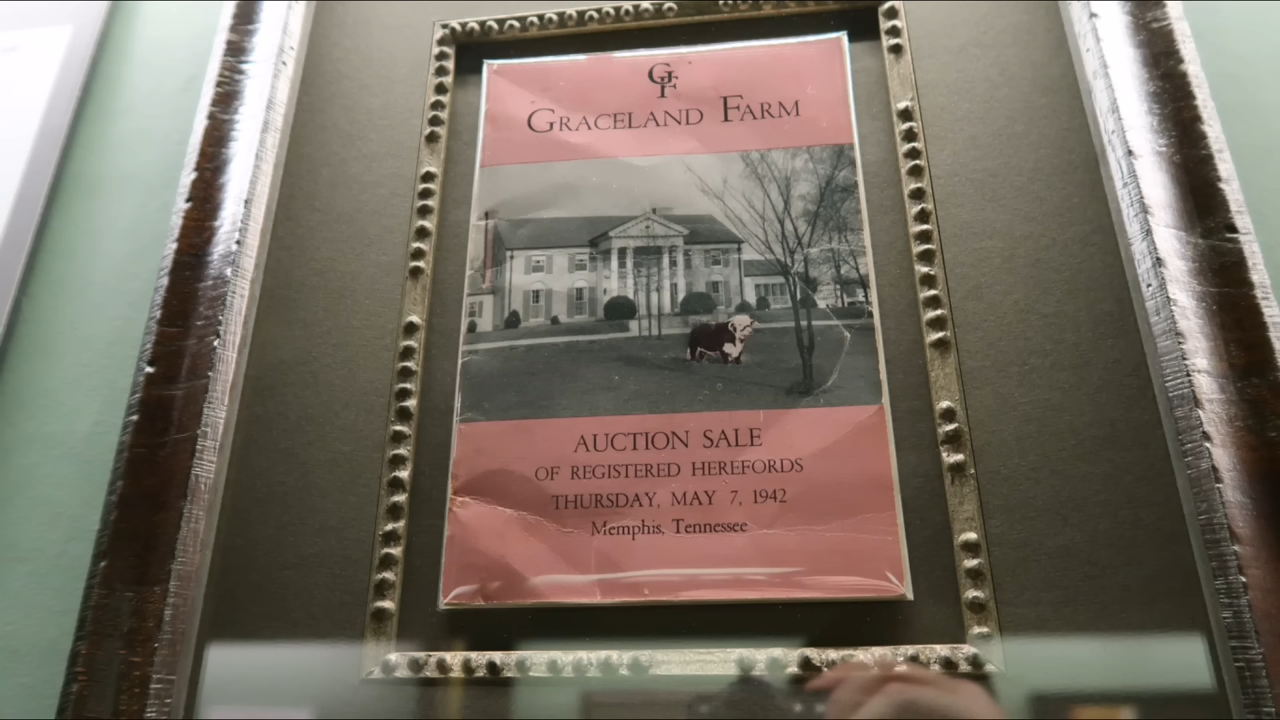 GF
GRACELAND FARM
AUCTION SALE
OF REGISTERED HEREFORDS
THURSDAY, MAY 7, 1942
Memphis, Tennessee